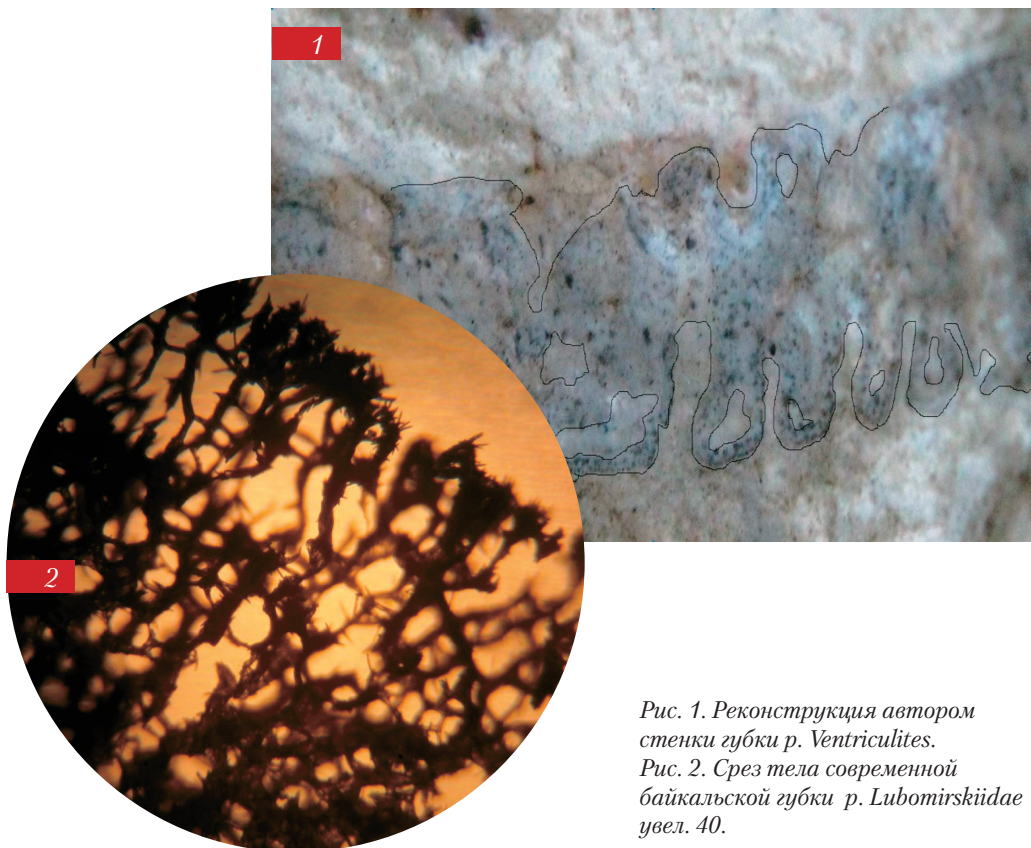 1
2
Рис. 1. Реконструкция автором
стенки губки р. Ventriculites.
Рис. 2. Срез тела современной
байкальской губки р. Lubomirskiidae
увел. 40.